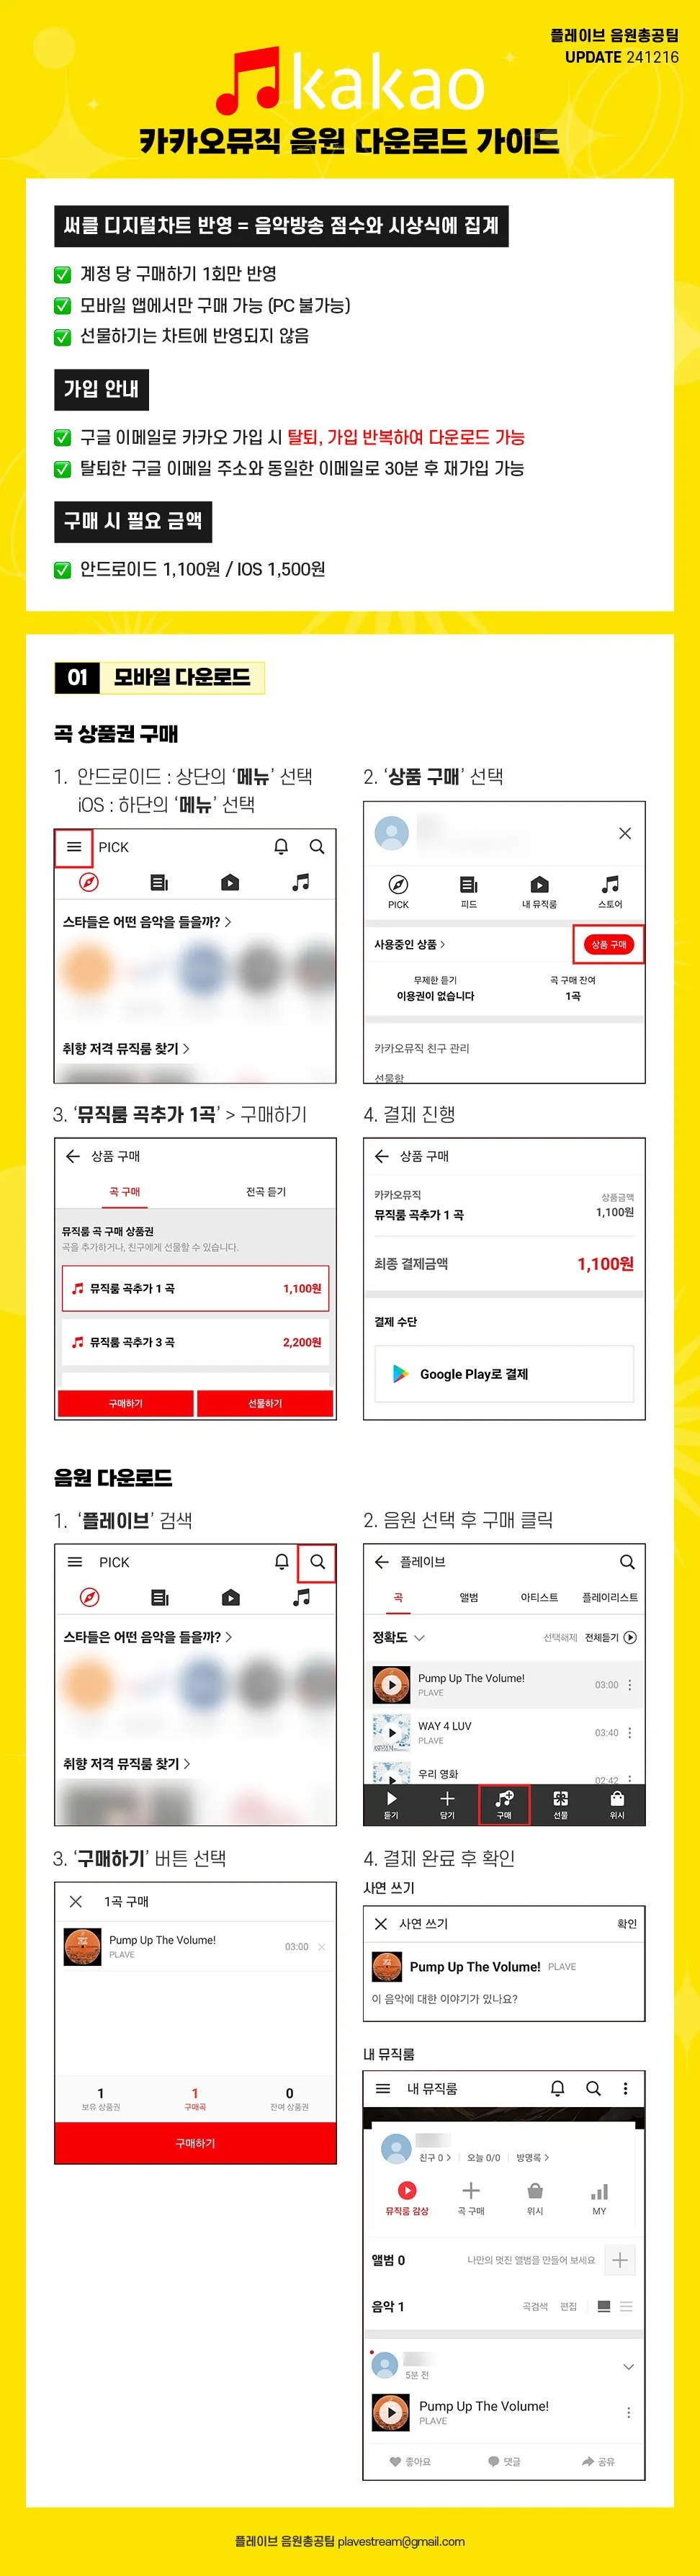 플레이브 음원총공팀
UPDATE 241216
kakao
카카오뮤직 음원 다운로드 가이드
써클 디지털차트 반영 = 음악방송 점수와 시상식에 집계
계정 당 구매하기 1회만 반영
모바일 앱에서만 구매 가능 (PC 불가능)
선물하기는 차트에 반영되지 않음
가입 안내
구글 이메일로 카카오 가입 시 탈퇴, 가입 반복하여 다운로드 가능
탈퇴한 구글 이메일 주소와 동일한 이메일로 30분 후 재가입 가능
구매 시 필요 금액
안드로이드 1,100원 / IOS 1,500원
01 모바일 다운로드
곡 상품권 구매
1. 안드로이드 : 상단의 ‘메뉴’ 선택
iOS : 하단의 ‘메뉴’ 선택
PICK
스타들은 어떤 음악을 들을까? >
취향 저격 뮤직룸 찾기 >
2. ‘상품 구매’ 선택
PICK 피드 내 뮤직룸 스토어
사용중인 상품 > 상품 구매
무제한 듣기 곡 구매 잔여
이용권이 없습니다 1곡
카카오뮤직 친구 관리
선물함
3. ‘뮤직룸 곡추가 1곡’ > 구매하기
상품 구매
곡 구매 전곡 듣기
뮤직룸 곡 구매 상품권
곡을 추가하거나, 친구에게 선물할 수 있습니다.
뮤직룸 곡추가 1 곡 1,100원
뮤직룸 곡추가 3 곡 2,200원
구매하기 선물하기
4. 결제 진행
상품 구매
카카오뮤직 상품금액
뮤직룸 곡추가 1 곡 1,100원
최종 결제금액 1,100원
결제 수단
Google Play로 결제
음원 다운로드
1. ‘플레이브’ 검색
PICK
스타들은 어떤 음악을 들을까? >
취향 저격 뮤직룸 찾기 >
2. 음원 선택 후 구매 클릭
플레이브
곡 앨범 아티스트 플레이리스트
정확도 선택해제 전체듣기
Pump Up The Volume! 03:00
PLAVE
WAY 4 LUV 03:40
PLAVE
우리 영화 02:42
듣기 담기 구매 선물 위시
3. ‘구매하기’ 버튼 선택
1곡 구매
Pump Up The Volume! 03:00
PLAVE
1 1 0
보유 상품권 구매곡 잔여 상품권
구매하기
4. 결제 완료 후 확인
사연 쓰기
사연 쓰기 확인
Pump Up The Volume! PLAVE
이 음악에 대한 이야기가 있나요?
내 뮤직룸
내 뮤직룸
친구 0 > 오늘 0/0 방명록 >
뮤직룸 감상 곡 구매 위시 MY
앨범 0 나만의 멋진 앨범을 만들어 보세요
음악 1 곡검색 편집
5분 전
Pump Up The Volume!
PLAVE
좋아요 댓글 공유
플레이브 음원총공팀 plavestream@gmail.com